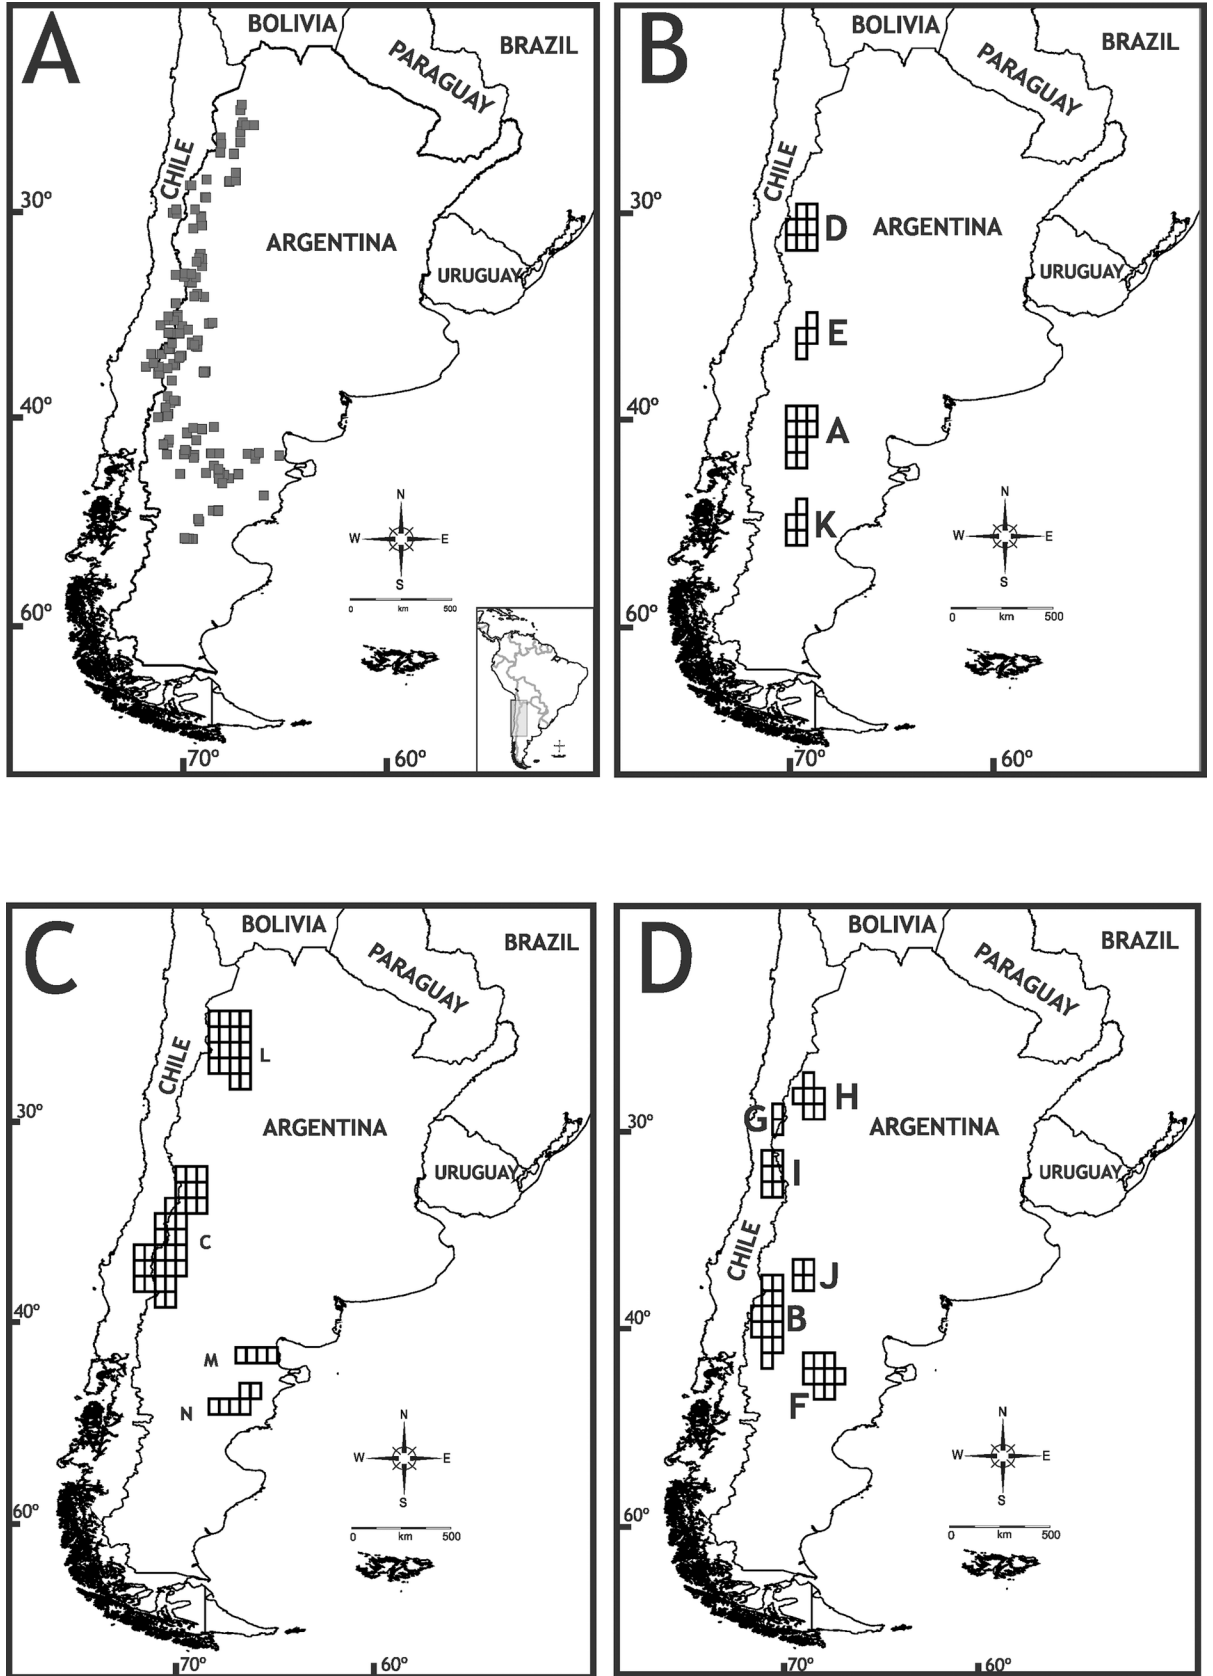 A
BOLIVIA
PARAGUAY
BRAZIL
CHILE
30º
ARGENTINA
URUGUAY
40º
N
W E
S
0 km 500
60º
70º 60º
B
BOLIVIA
PARAGUAY
BRAZIL
CHILE
30º
D
ARGENTINA
URUGUAY
E
40º
A
K
N
W E
S
0 km 500
60º
70º 60º
C
BOLIVIA
PARAGUAY
BRAZIL
CHILE
L
30º
ARGENTINA
URUGUAY
C
40º
M
N
N
W E
S
0 km 500
60º
70º 60º
D
BOLIVIA
PARAGUAY
BRAZIL
H
G
30º
ARGENTINA
I
URUGUAY
CHILE
J
B
40º
F
N
W E
S
0 km 500
60º
70º 60º